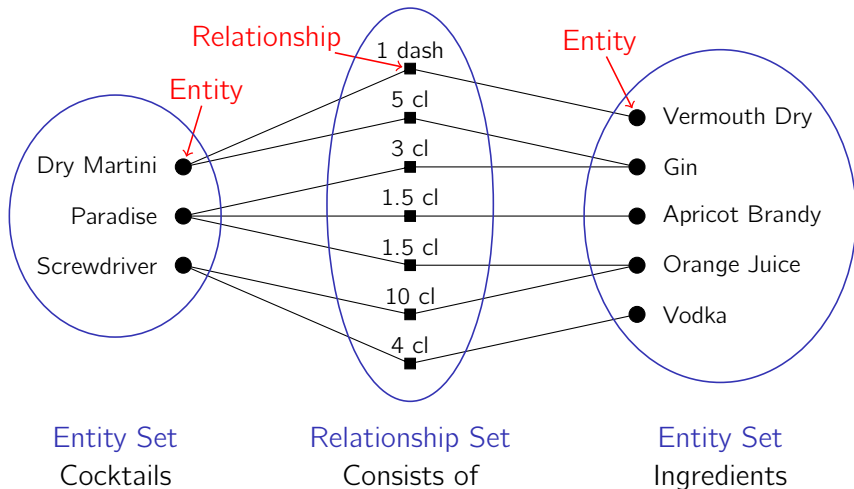 Relationship
1 dash
Entity
Entity
5 cl
Vermouth Dry
Dry Martini
3 cl
Gin
Paradise
1.5 cl
Apricot Brandy
Screwdriver
1.5 cl
Orange Juice
10 cl
Vodka
4 cl
Entity Set
Relationship Set
Entity Set
Cocktails
Consists of
Ingredients